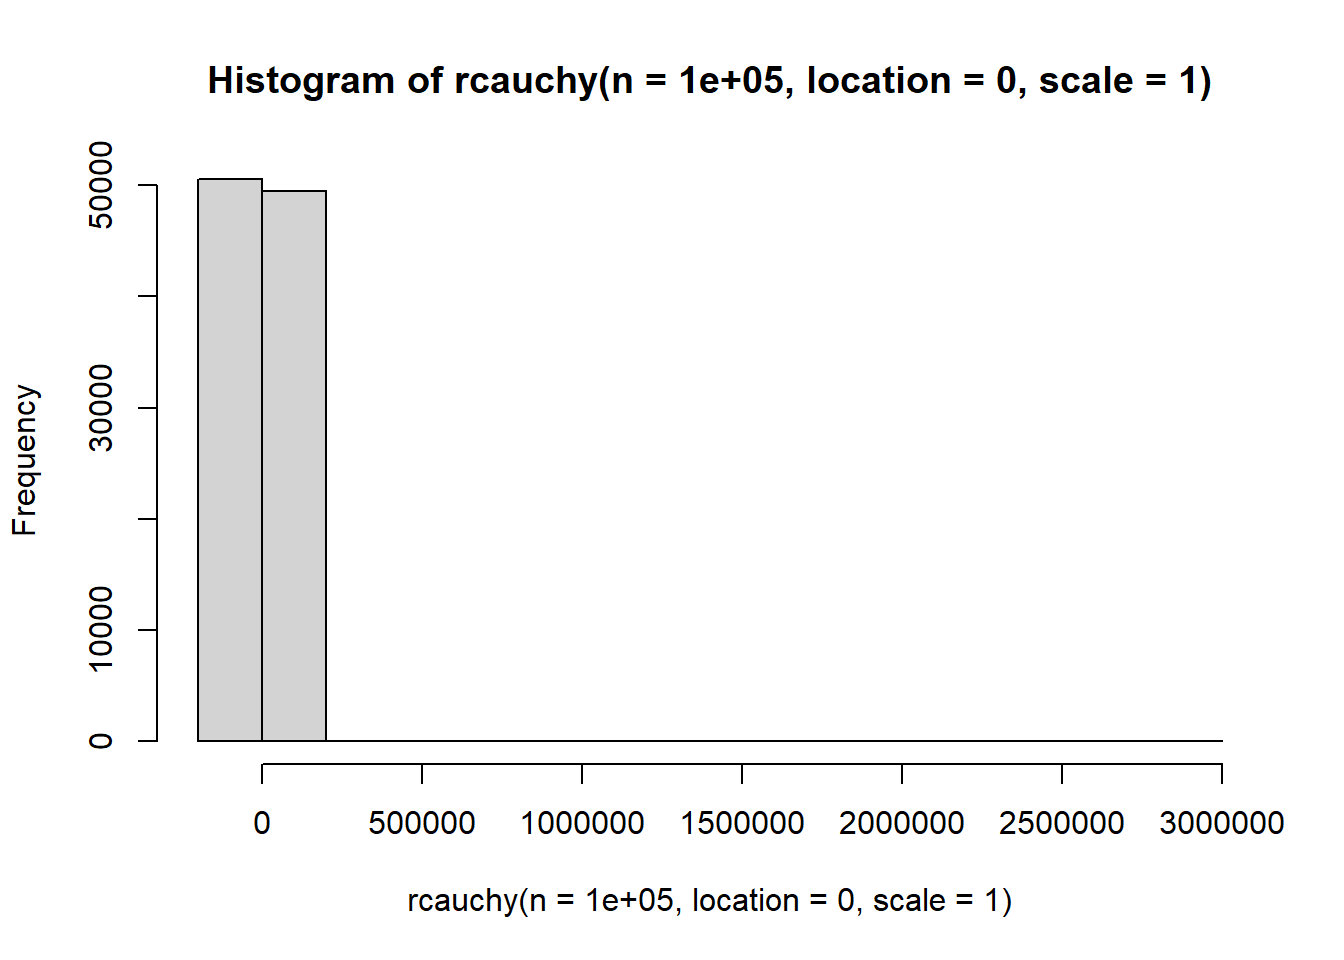 Histogram of rcauchy(n = 1e+05, location = 0, scale = 1)
Frequency
50000
30000
10000
0
0 500000 1000000 1500000 2000000 2500000 3000000
rcauchy(n = 1e+05, location = 0, scale = 1)